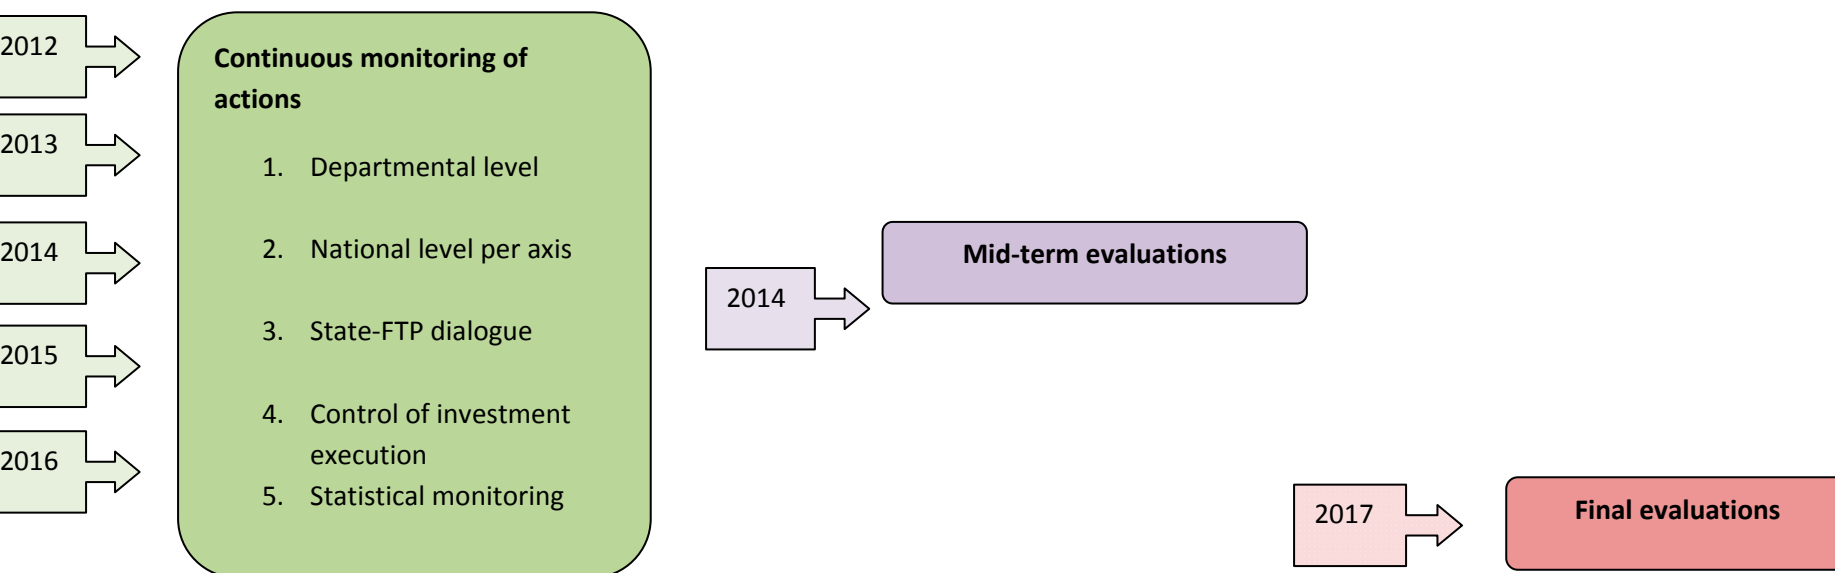 2012
2013
2014
2015
2016
Continuous monitoring of
actions
1. Departmental level
2. National level per axis
3. State-FTP dialogue
4. Control of investment
execution
5. Statistical monitoring
2014
Mid-term evaluations
2017
Final evaluations